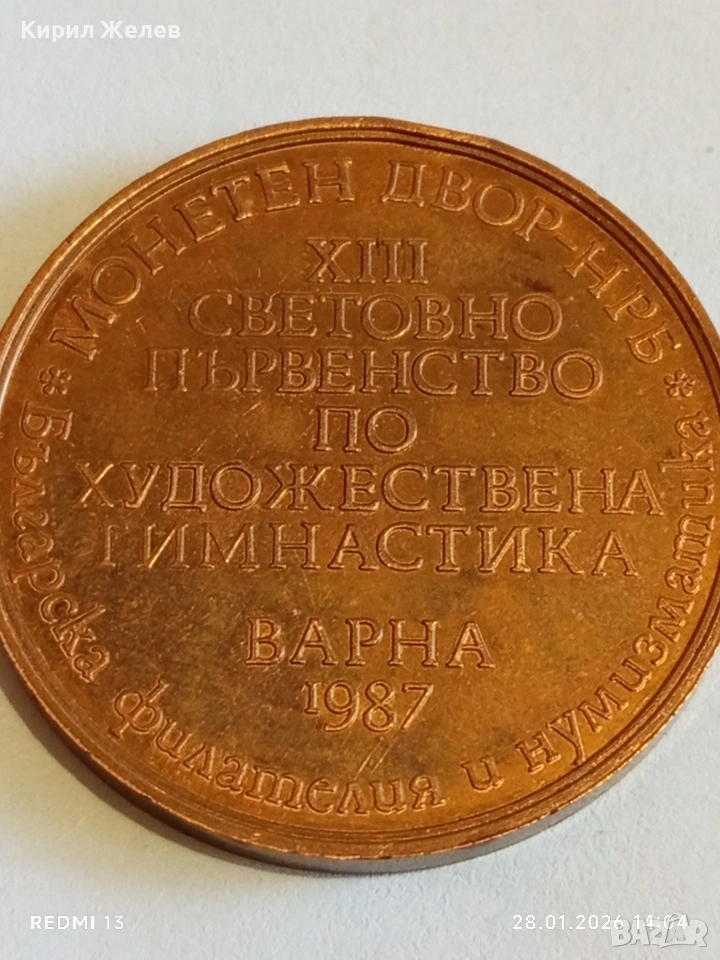 Кирил Желев
МОНЕТЕН ДВОР-НРБ
XIII
СВЕТОВНО
ПЪРВЕНСТВО
ПО
ХУДОЖЕСТВЕНА
ГИМНАСТИКА
ВАРНА
1987
* Българска филателия и нумизматика *
REDMI 13
28.01.2026 14:04
BAZAR